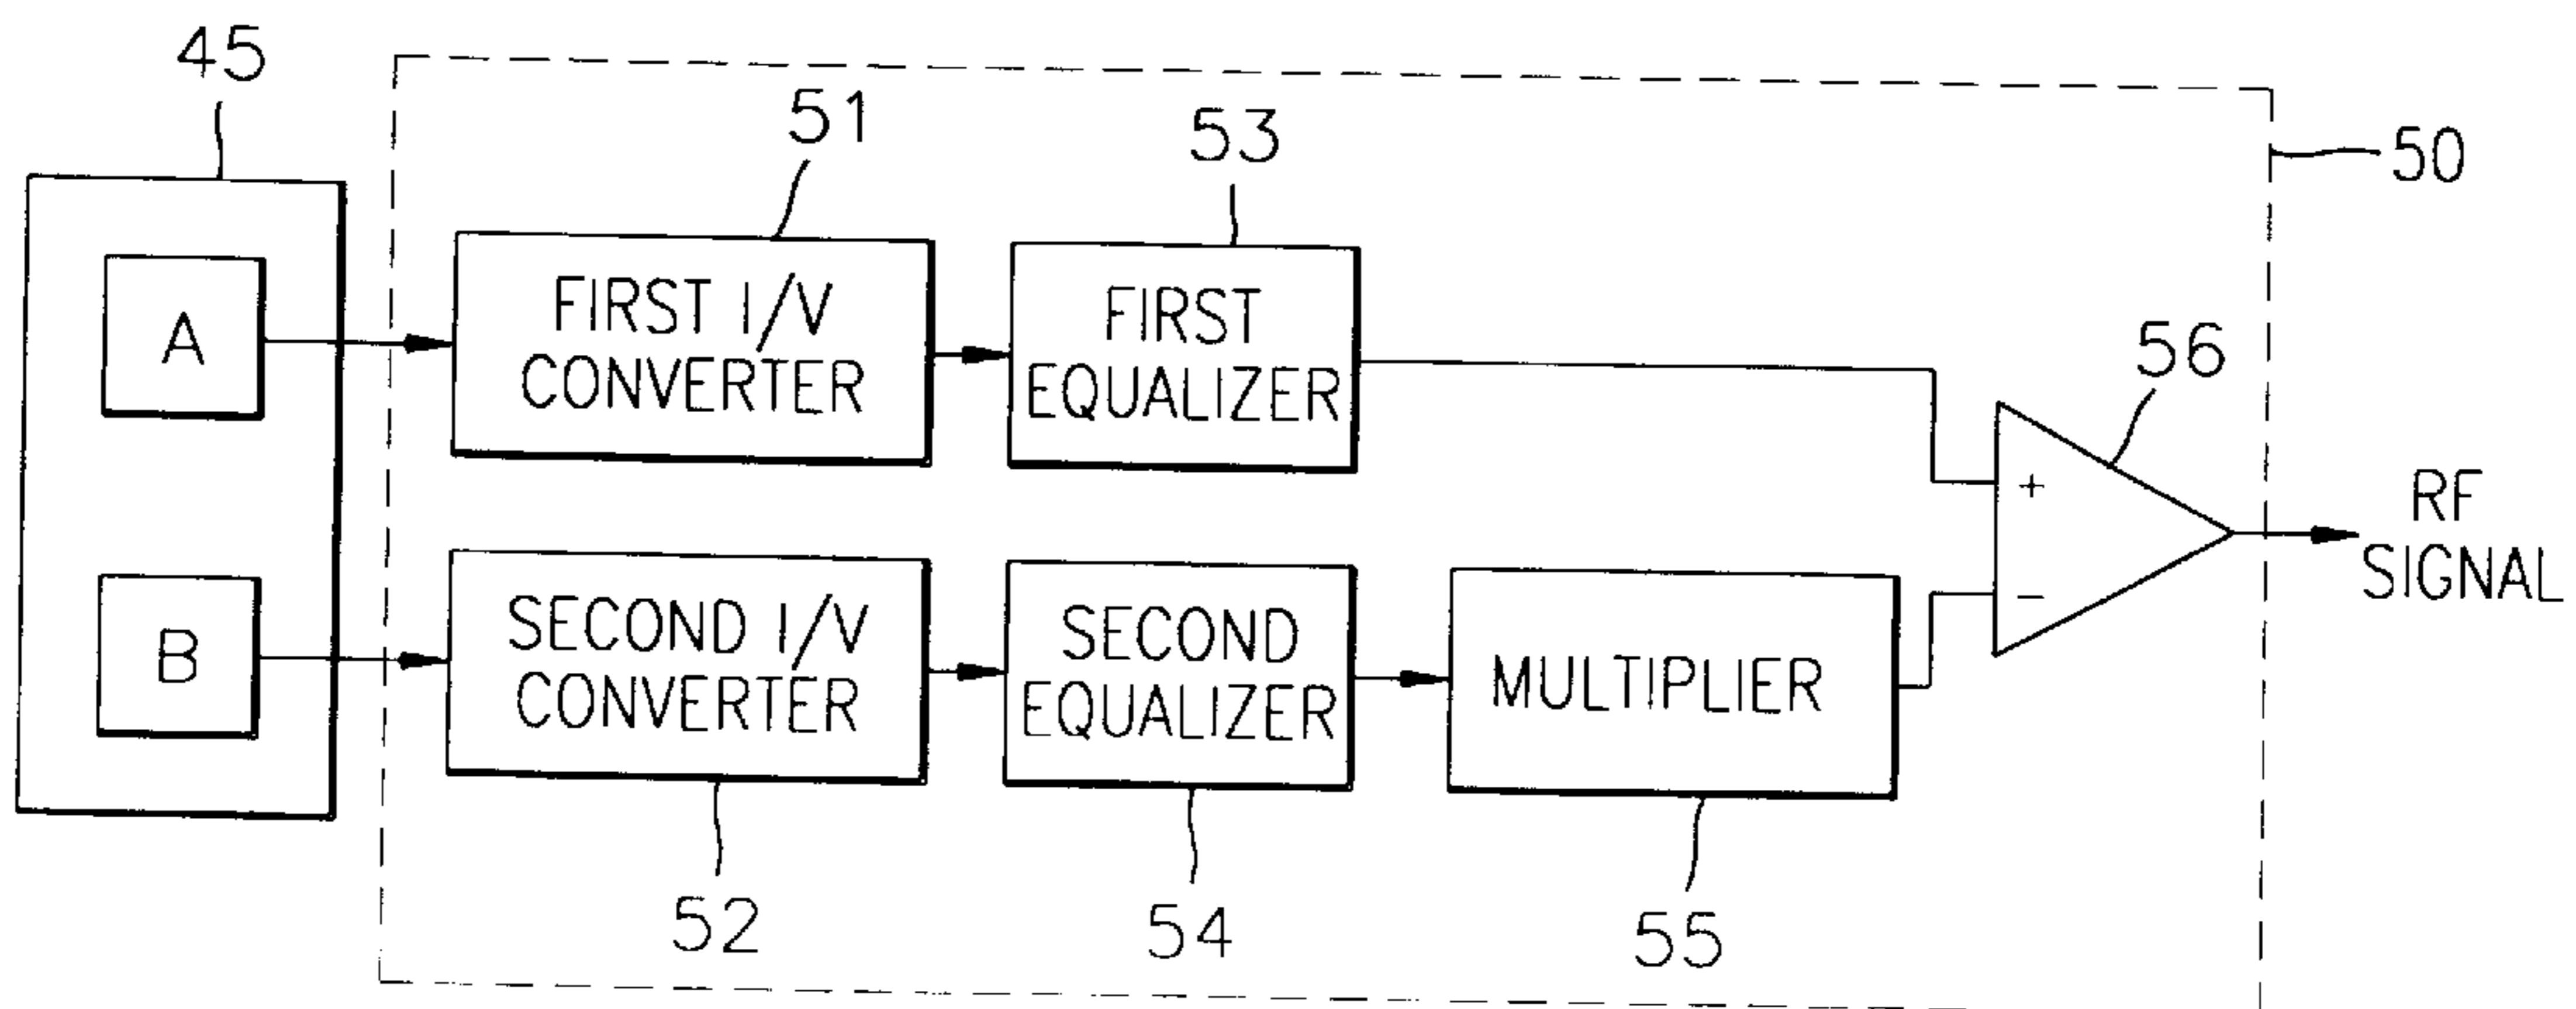 45
51
53
50
A
FIRST I/V
CONVERTER
FIRST
EQUALIZER
56
+
−
RF
SIGNAL
B
SECOND I/V
CONVERTER
SECOND
EQUALIZER
MULTIPLIER
52
54
55